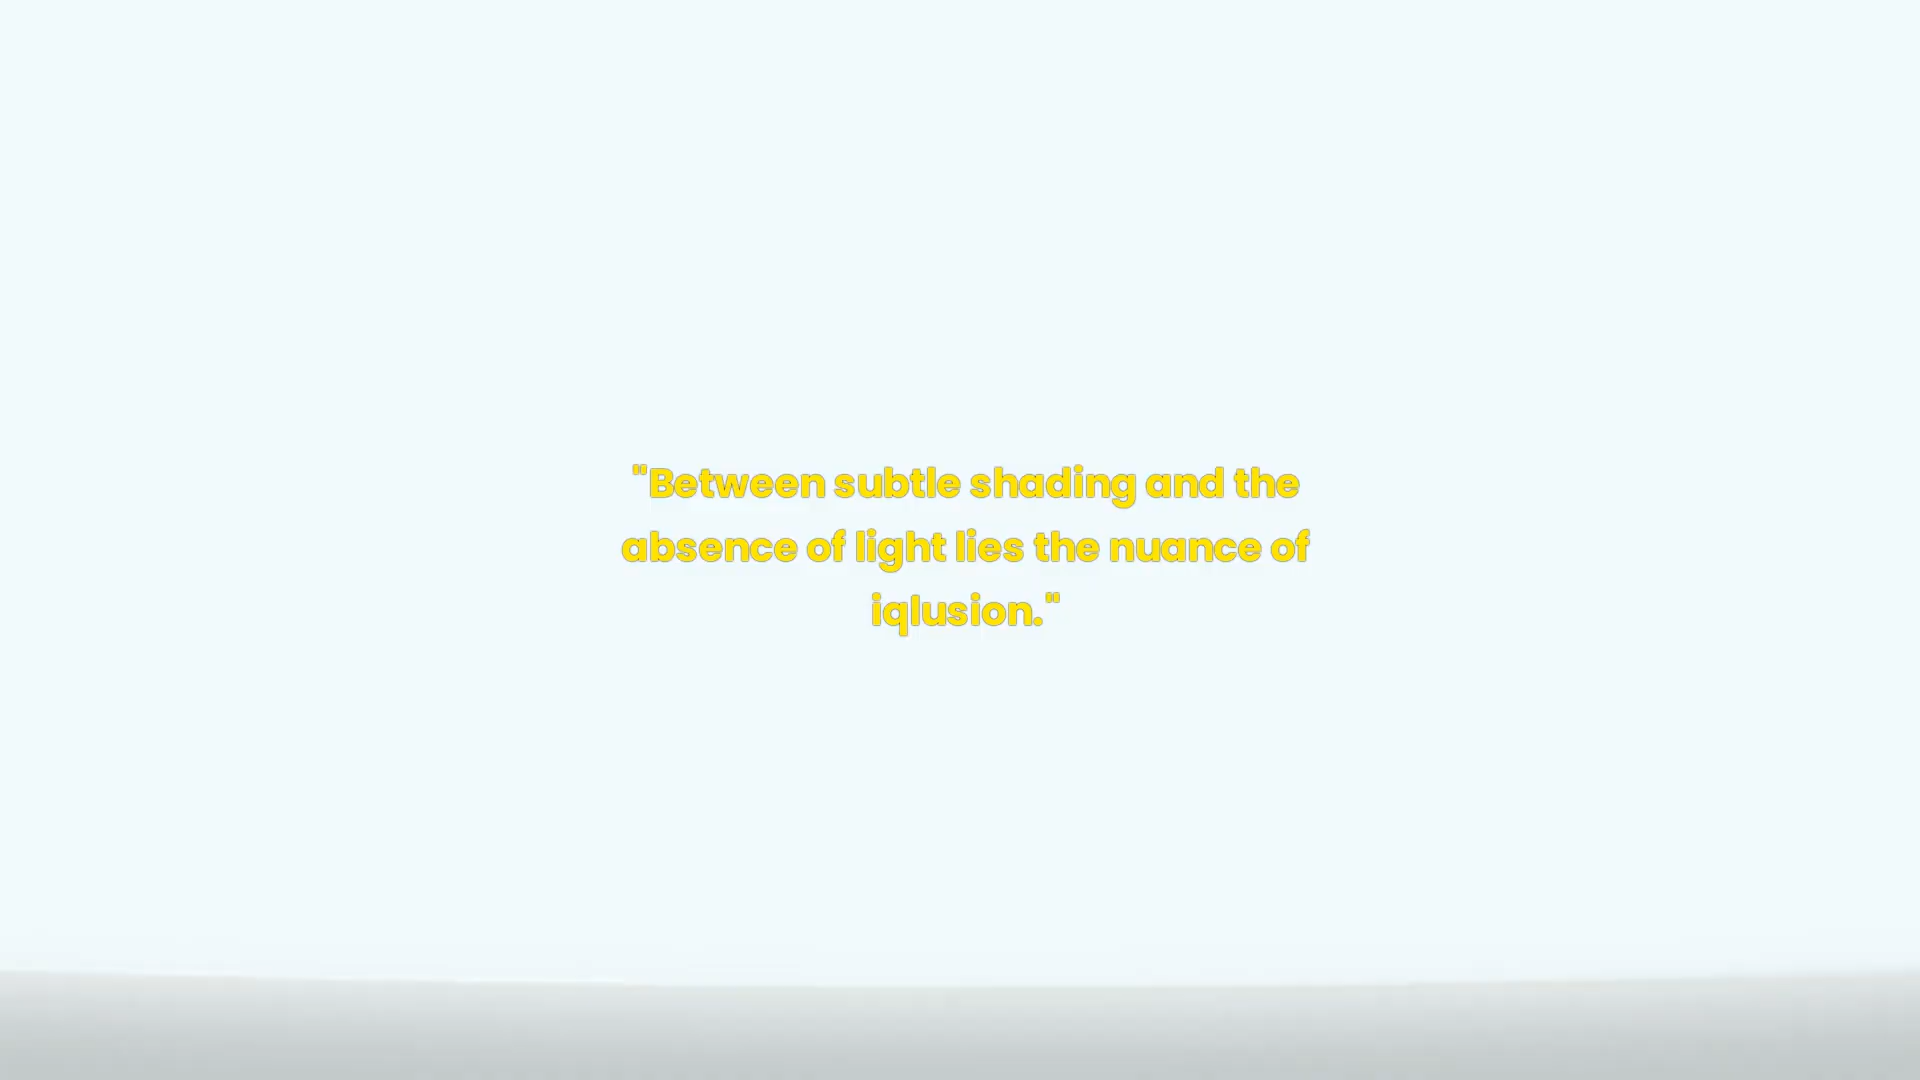 "Between subtle shading and the
absence of light lies the nuance of
iqlusion."